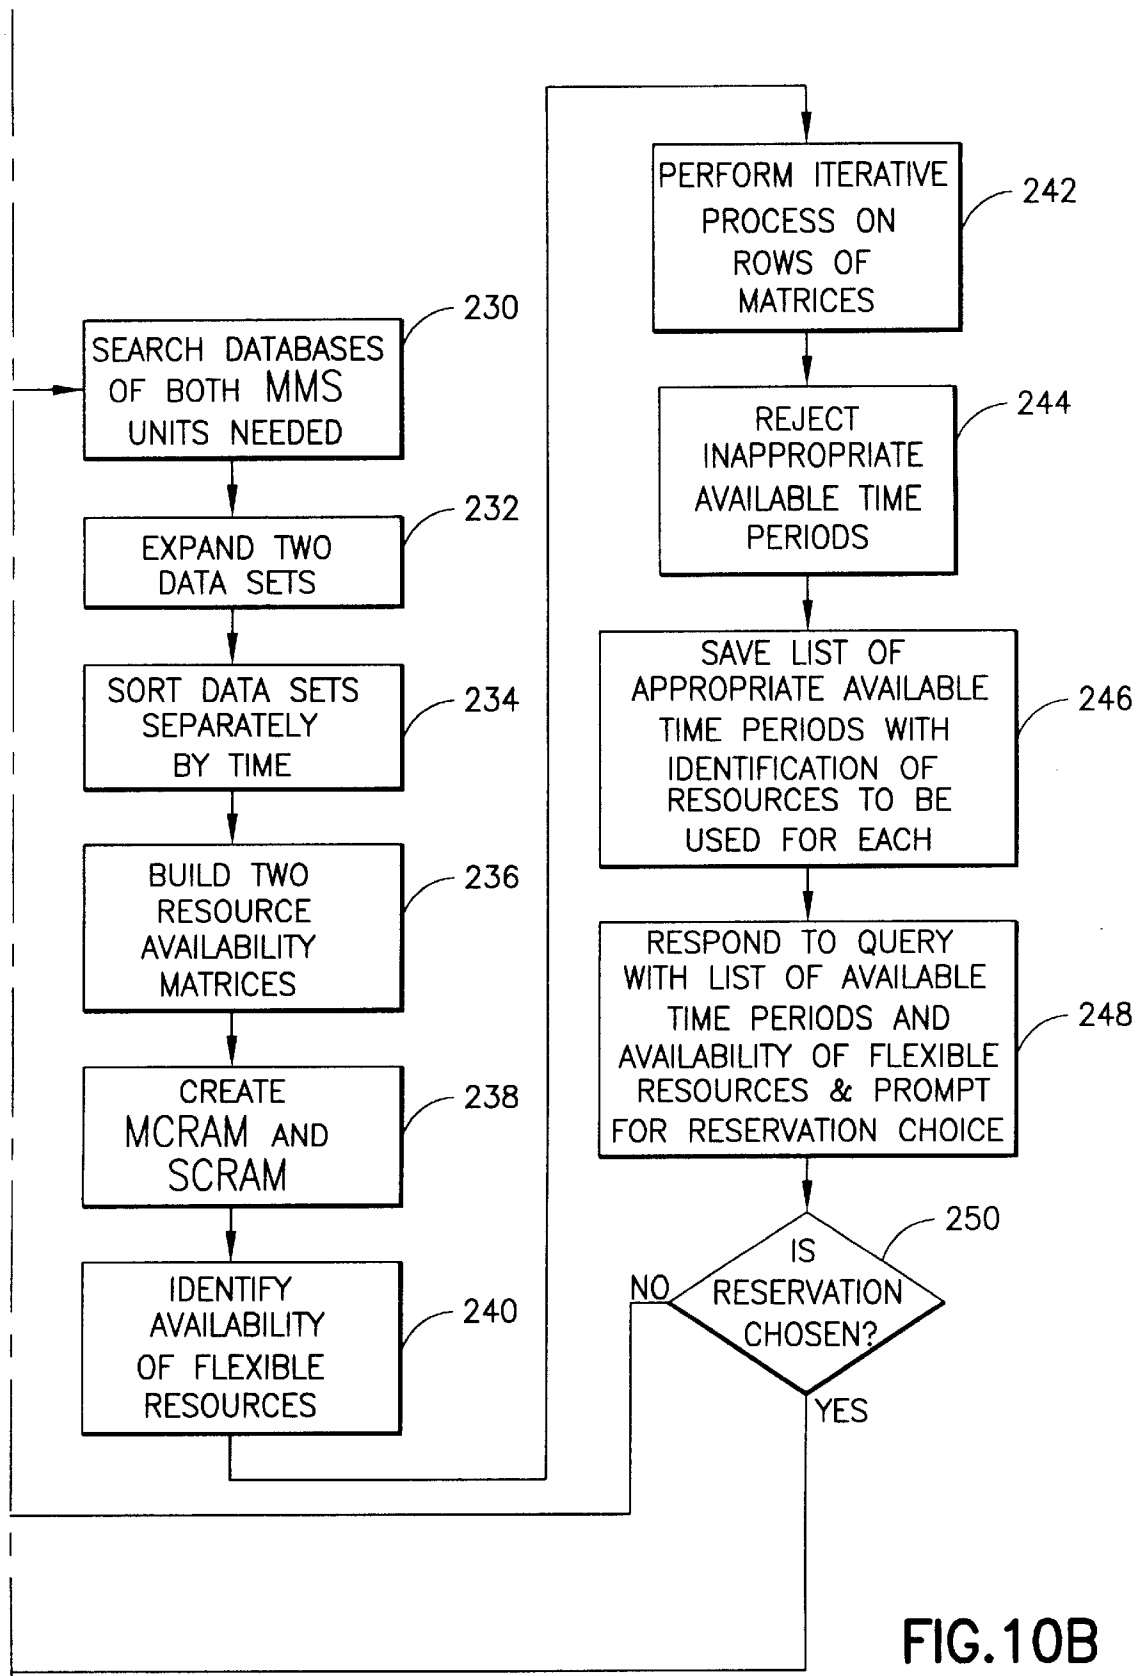 SEARCH DATABASES
OF BOTH MMS
UNITS NEEDED
230
EXPAND TWO
DATA SETS
232
SORT DATA SETS
SEPARATELY
BY TIME
234
BUILD TWO
RESOURCE
AVAILABILITY
MATRICES
236
CREATE
MCRAM AND
SCRAM
238
IDENTIFY
AVAILABILITY
OF FLEXIBLE
RESOURCES
240
PERFORM ITERATIVE
PROCESS ON
ROWS OF
MATRICES
242
REJECT
INAPPROPRIATE
AVAILABLE TIME
PERIODS
244
SAVE LIST OF
APPROPRIATE AVAILABLE
TIME PERIODS WITH
IDENTIFICATION OF
RESOURCES TO BE
USED FOR EACH
246
RESPOND TO QUERY
WITH LIST OF AVAILABLE
TIME PERIODS AND
AVAILABILITY OF FLEXIBLE
RESOURCES & PROMPT
FOR RESERVATION CHOICE
248
IS
RESERVATION
CHOSEN?
250
NO
YES
FIG.10B